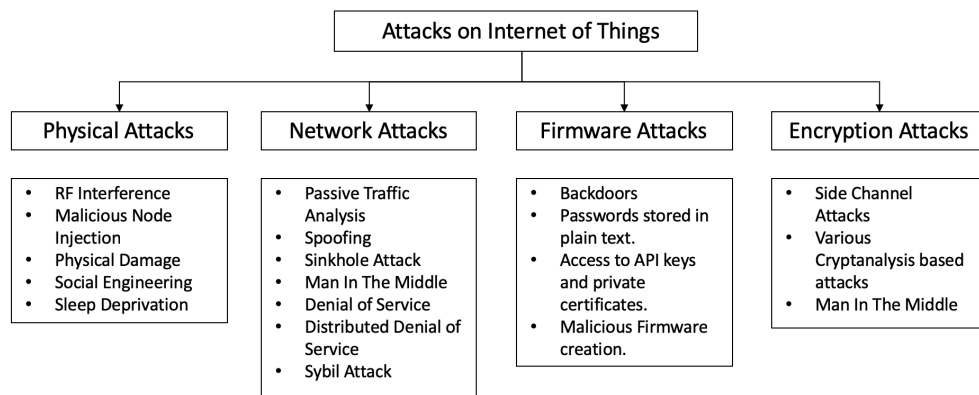 Attacks on Internet of Things
Physical Attacks
Network Attacks
Firmware Attacks
Encryption Attacks
• RF Interference
• Malicious Node
Injection
• Physical Damage
• Social Engineering
• Sleep Deprivation
• Passive Traffic
Analysis
• Spoofing
• Sinkhole Attack
• Man In The Middle
• Denial of Service
• Distributed Denial of
Service
• Sybil Attack
• Backdoors
• Passwords stored in
plain text.
• Access to API keys
and private
certificates.
• Malicious Firmware
creation.
• Side Channel
Attacks
• Various
Cryptanalysis based
attacks
• Man In The Middle